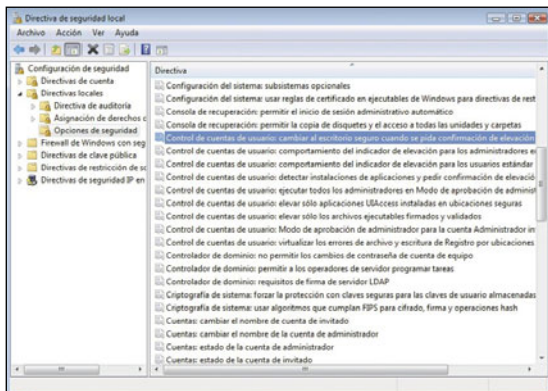 Directiva de seguridad local
Archivo Acción Ver Ayuda
Configuración de seguridad
Directivas de cuenta
Directivas locales
Directiva de auditoría
Asignación de derechos d
Opciones de seguridad
Firewall de Windows con seg
Directivas de clave pública
Directivas de restricción de so
Directivas de seguridad IP en
Directiva
Configuración del sistema: subsistemas opcionales
Configuración del sistema: usar reglas de certificado en ejecutables de Windows para directivas de rest
Consola de recuperación: permitir el inicio de sesión administrativo automático
Consola de recuperación: permitir la copia de disquetes y el acceso a todas las unidades y carpetas
Control de cuentas de usuario: cambiar al escritorio seguro cuando se pida confirmación de elevación
Control de cuentas de usuario: comportamiento del indicador de elevación para los administradores e
Control de cuentas de usuario: comportamiento del indicador de elevación para los usuarios estándar
Control de cuentas de usuario: detectar instalaciones de aplicaciones y pedir confirmación de elevació
Control de cuentas de usuario: ejecutar todos los administradores en Modo de aprobación de administ
Control de cuentas de usuario: elevar sólo aplicaciones UIAccess instaladas en ubicaciones seguras
Control de cuentas de usuario: elevar sólo los archivos ejecutables firmados y validados
Control de cuentas de usuario: Modo de aprobación de administrador para la cuenta Administrador in
Control de cuentas de usuario: virtualizar los errores de archivo y escritura de Registro por ubicaciones
Controlador de dominio: no permitir los cambios de contraseña de cuenta de equipo
Controlador de dominio: permitir a los operadores de servidor programar tareas
Controlador de dominio: requisitos de firma de servidor LDAP
Criptografía de sistema: forzar la protección con claves seguras para las claves de usuario almacenadas
Criptografía de sistema: usar algoritmos que cumplan FIPS para cifrado, firma y operaciones hash
Cuentas: cambiar el nombre de cuenta de invitado
Cuentas: cambiar el nombre de la cuenta de administrador
Cuentas: estado de la cuenta de administrador
Cuentas: estado de la cuenta de invitado